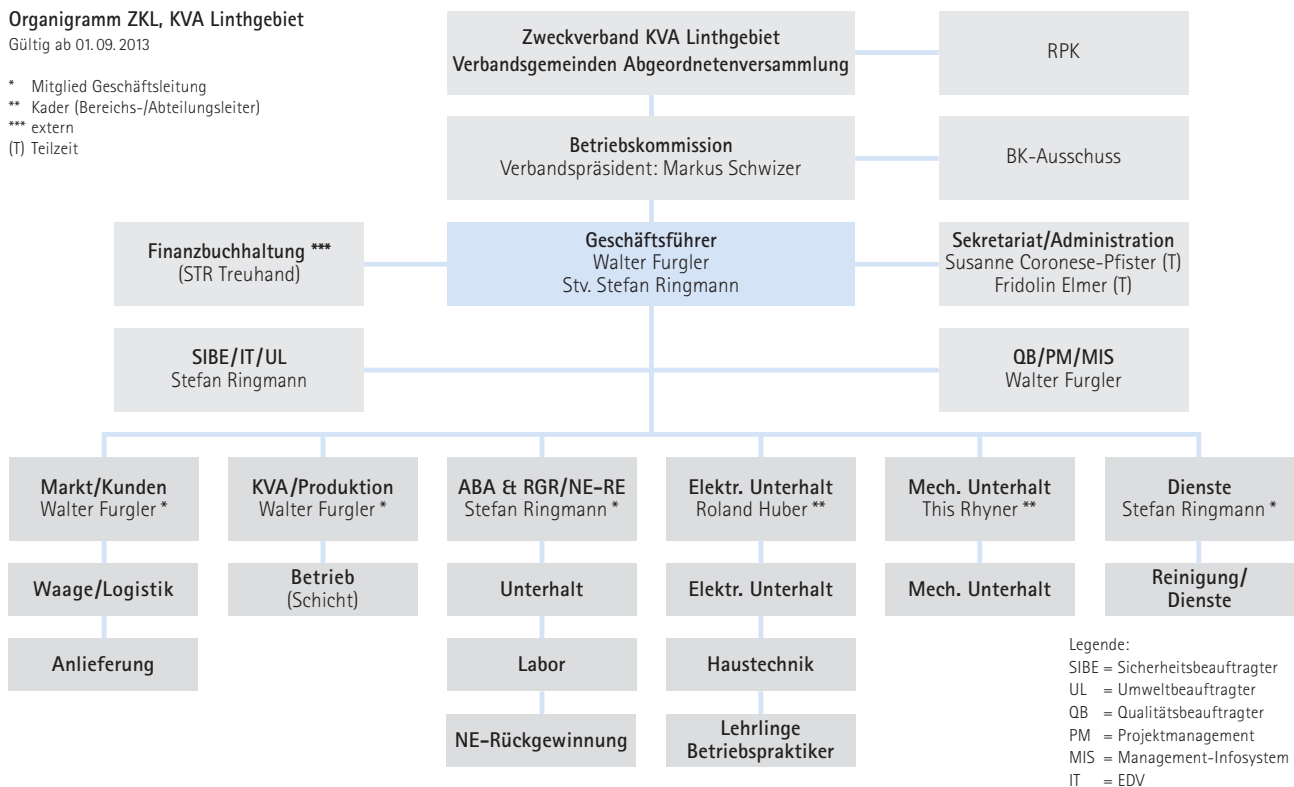 Organigramm ZKL, KVA Linthgebiet
Gültig ab 01. 09. 2013
* Mitglied Geschäftsleitung
** Kader (Bereichs-/Abteilungsleiter)
*** extern
(T) Teilzeit
Zweckverband KVA Linthgebiet
Verbandsgemeinden Abgeordnetenversammlung
RPK
Betriebskommission
Verbandspräsident: Markus Schwizer
BK-Ausschuss
Finanzbuchhaltung ***
(STR Treuhand)
Geschäftsführer
Walter Furgler
Stv. Stefan Ringmann
Sekretariat/Administration
Susanne Coronese-Pfister (T)
Fridolin Elmer (T)
SIBE/IT/UL
Stefan Ringmann
QB/PM/MIS
Walter Furgler
Markt/Kunden
Walter Furgler *
KVA/Produktion
Walter Furgler *
ABA & RGR/NE-RE
Stefan Ringmann *
Elektr. Unterhalt
Roland Huber **
Mech. Unterhalt
This Rhyner **
Dienste
Stefan Ringmann *
Waage/Logistik
Betrieb
(Schicht)
Unterhalt
Elektr. Unterhalt
Mech. Unterhalt
Reinigung/
Dienste
Anlieferung
Labor
Haustechnik
NE-Rückgewinnung
Lehrlinge
Betriebspraktiker
Legende:
SIBE = Sicherheitsbeauftragter
UL = Umweltbeauftragter
QB = Qualitätsbeauftragter
PM = Projektmanagement
MIS = Management-Infosystem
IT = EDV